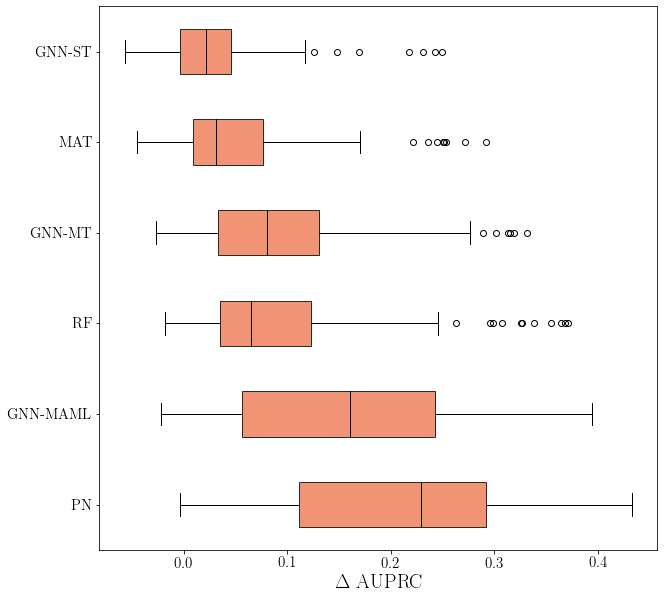 GNN-ST
MAT
GNN-MT
RF
GNN-MAML
PN
0.0 0.1 0.2 0.3 0.4
Δ AUPRC